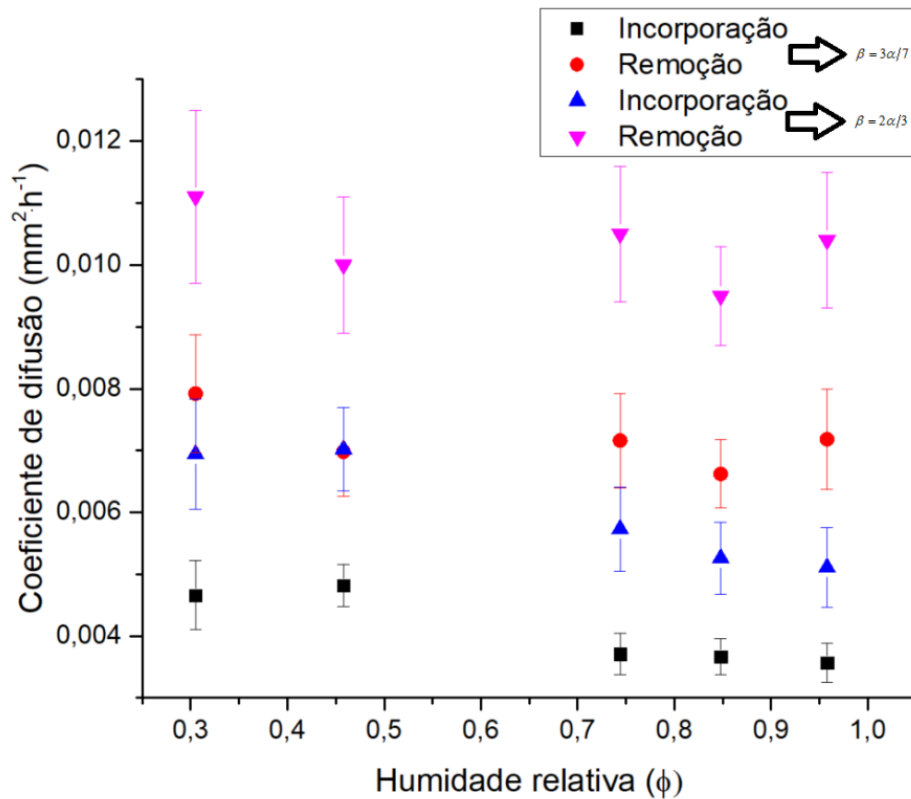 Incorporação
Remoção
β = 3α/7
Incorporação
Remoção
β = 2α/3
Coeficiente de difusão (mm²·h⁻¹)
0,012
0,010
0,008
0,006
0,004
0,3 0,4 0,5 0,6 0,7 0,8 0,9 1,0
Humidade relativa (ϕ)